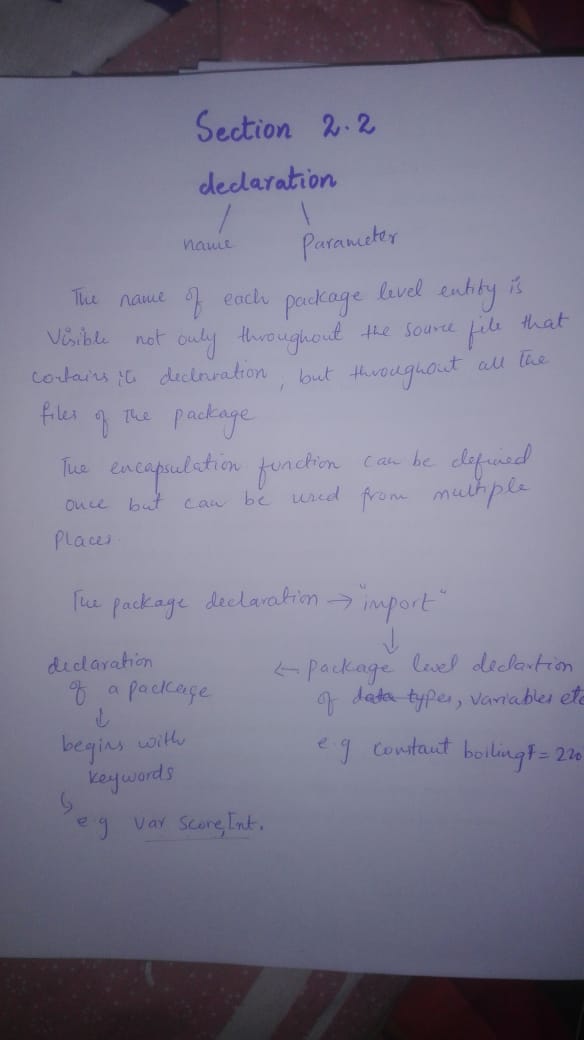 Section 2.2
declaration
name Parameter
The name of each package level entity is
Visible not only throughout the source file that
contains its declaration, but throughout all the
files of the package
The encapsulation function can be defined
once but can be used from multiple
Places.
The package declaration → "import"
↓
declaration
of a package
↓
begins with
keywords
↳ e.g var Score,Int.
← package level declartion
of data types, variables etc
e.g constant boilingF = 220